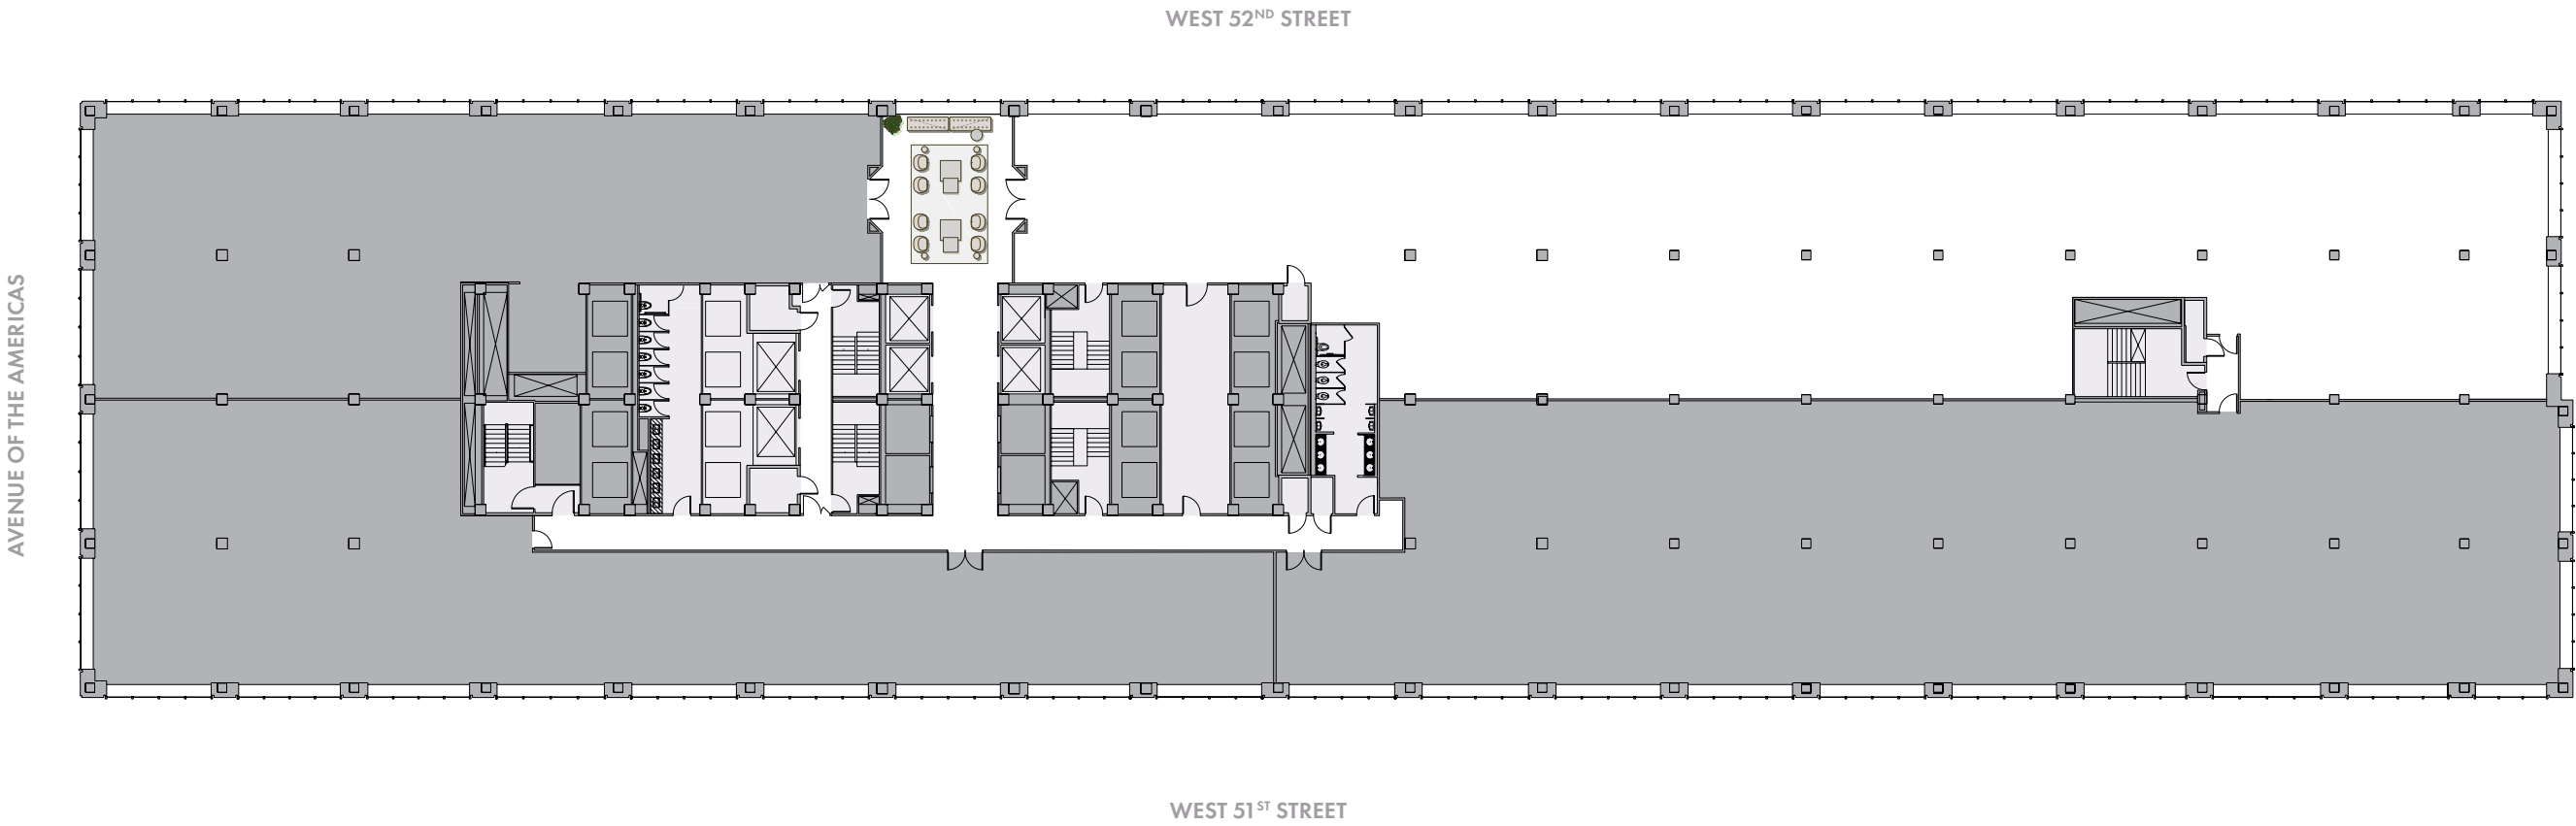 WEST 52ND STREET
AVENUE OF THE AMERICAS
WEST 51ST STREET